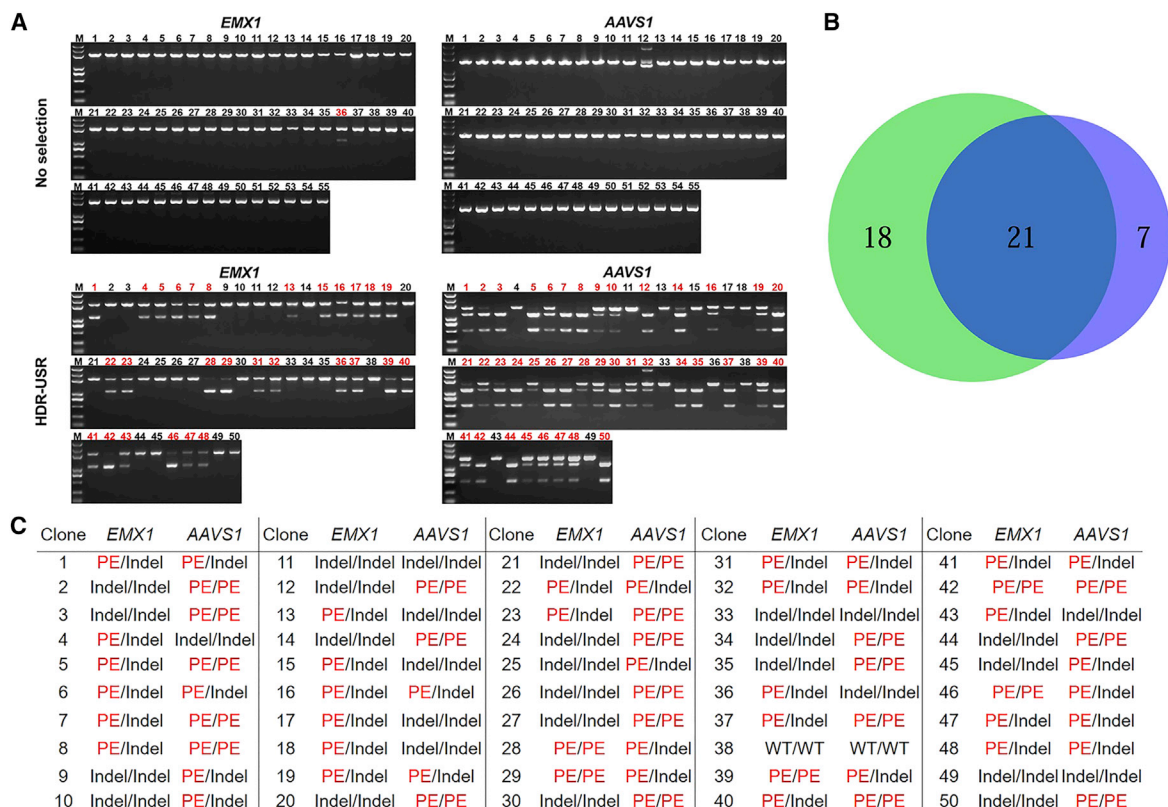 A
EMX1
M 1 2 3 4 5 6 7 8 9 10 11 12 13 14 15 16 17 18 19 20
M 21 22 23 24 25 26 27 28 29 30 31 32 33 34 35 36 37 38 39 40
M 41 42 43 44 45 46 47 48 49 50 51 52 53 54 55
No selection
AAVS1
M 1 2 3 4 5 6 7 8 9 10 11 12 13 14 15 16 17 18 19 20
M 21 22 23 24 25 26 27 28 29 30 31 32 33 34 35 36 37 38 39 40
M 41 42 43 44 45 46 47 48 49 50 51 52 53 54 55
EMX1
M 1 2 3 4 5 6 7 8 9 10 11 12 13 14 15 16 17 18 19 20
M 21 22 23 24 25 26 27 28 29 30 31 32 33 34 35 36 37 38 39 40
M 41 42 43 44 45 46 47 48 49 50
HDR-USR
AAVS1
M 1 2 3 4 5 6 7 8 9 10 11 12 13 14 15 16 17 18 19 20
M 21 22 23 24 25 26 27 28 29 30 31 32 33 34 35 36 37 38 39 40
M 41 42 43 44 45 46 47 48 49 50
B
18 21 7
C
Clone EMX1 AAVS1 Clone EMX1 AAVS1 Clone EMX1 AAVS1 Clone EMX1 AAVS1 Clone EMX1 AAVS1
1 PE/Indel PE/Indel 11 Indel/Indel Indel/Indel 21 Indel/Indel PE/PE 31 PE/Indel PE/Indel 41 PE/Indel PE/Indel
2 Indel/Indel PE/PE 12 Indel/Indel PE/PE 22 PE/Indel PE/PE 32 PE/Indel PE/Indel 42 PE/PE PE/PE
3 Indel/Indel PE/PE 13 PE/Indel Indel/Indel 23 PE/Indel PE/PE 33 Indel/Indel Indel/Indel 43 PE/Indel Indel/Indel
4 PE/Indel Indel/Indel 14 Indel/Indel PE/PE 24 Indel/Indel PE/PE 34 Indel/Indel PE/PE 44 Indel/Indel PE/PE
5 PE/Indel PE/PE 15 PE/Indel Indel/Indel 25 Indel/Indel PE/Indel 35 Indel/Indel PE/PE 45 Indel/Indel PE/Indel
6 PE/Indel PE/Indel 16 PE/Indel PE/Indel 26 Indel/Indel PE/PE 36 PE/Indel Indel/Indel 46 PE/PE PE/Indel
7 PE/Indel PE/PE 17 PE/Indel Indel/Indel 27 Indel/Indel PE/PE 37 PE/Indel PE/PE 47 PE/Indel PE/Indel
8 PE/Indel PE/PE 18 PE/Indel Indel/Indel 28 PE/PE PE/Indel 38 WT/WT WT/WT 48 PE/Indel PE/Indel
9 Indel/Indel PE/Indel 19 PE/Indel PE/Indel 29 PE/PE PE/Indel 39 PE/PE PE/Indel 49 Indel/Indel Indel/Indel
10 Indel/Indel PE/Indel 20 Indel/Indel PE/PE 30 Indel/Indel PE/Indel 40 PE/Indel PE/PE 50 Indel/Indel PE/PE